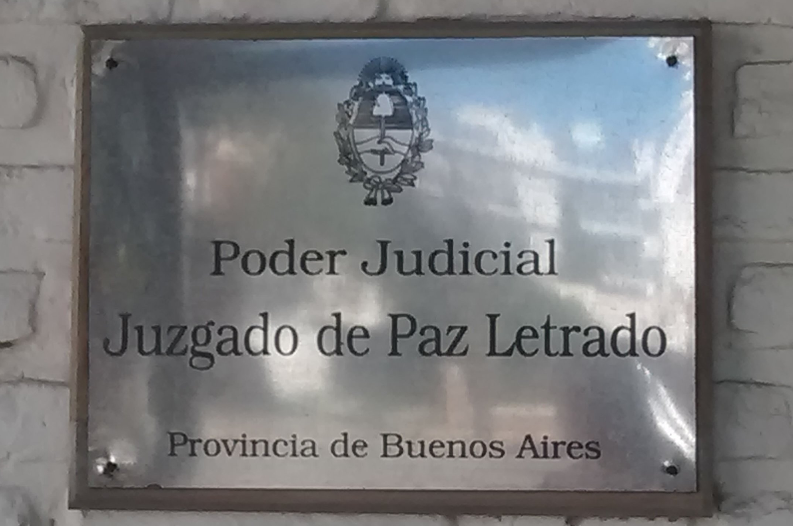 Poder Judicial
Juzgado de Paz Letrado
Provincia de Buenos Aires